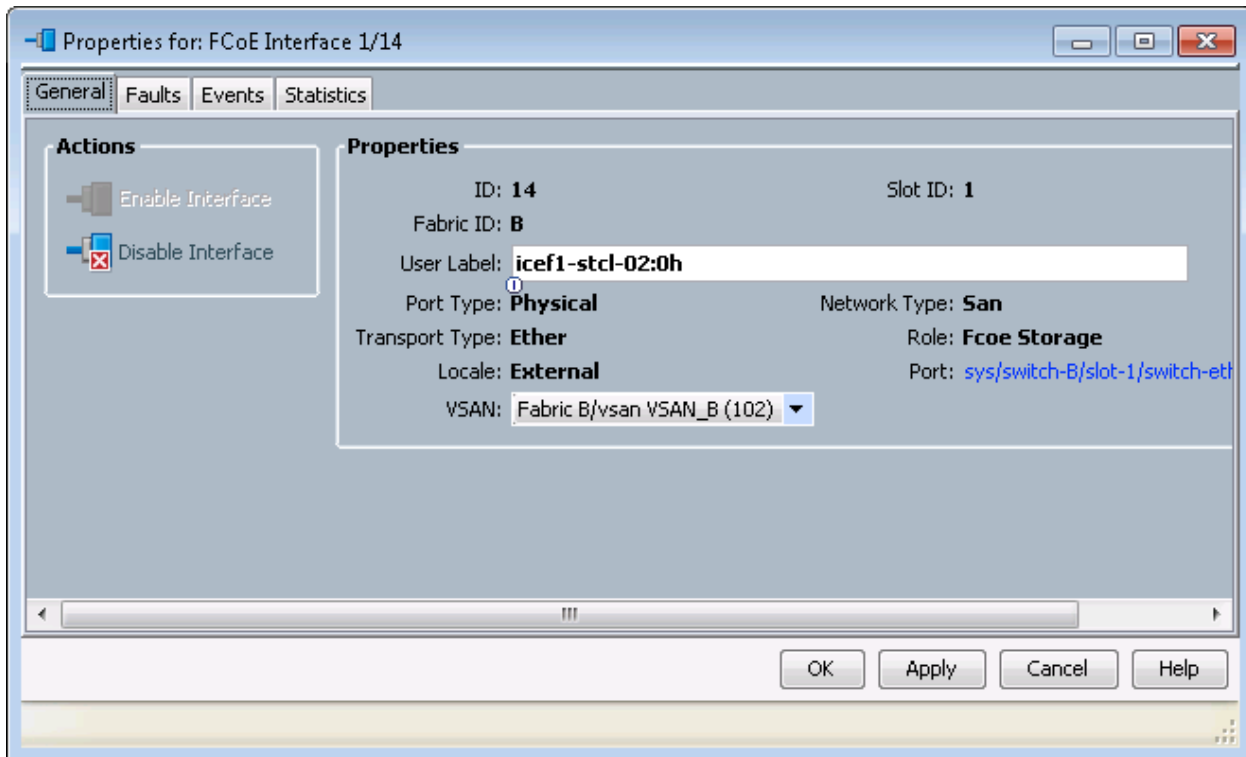 Properties for: FCoE Interface 1/14
General Faults Events Statistics
Actions
Enable Interface
Disable Interface
Properties
ID: 14 Slot ID: 1
Fabric ID: B
User Label: icef1-stcl-02:0h
Port Type: Physical Network Type: San
Transport Type: Ether Role: Fcoe Storage
Locale: External Port: sys/switch-B/slot-1/switch-eth
VSAN: Fabric B/vsan VSAN_B (102)
OK Apply Cancel Help